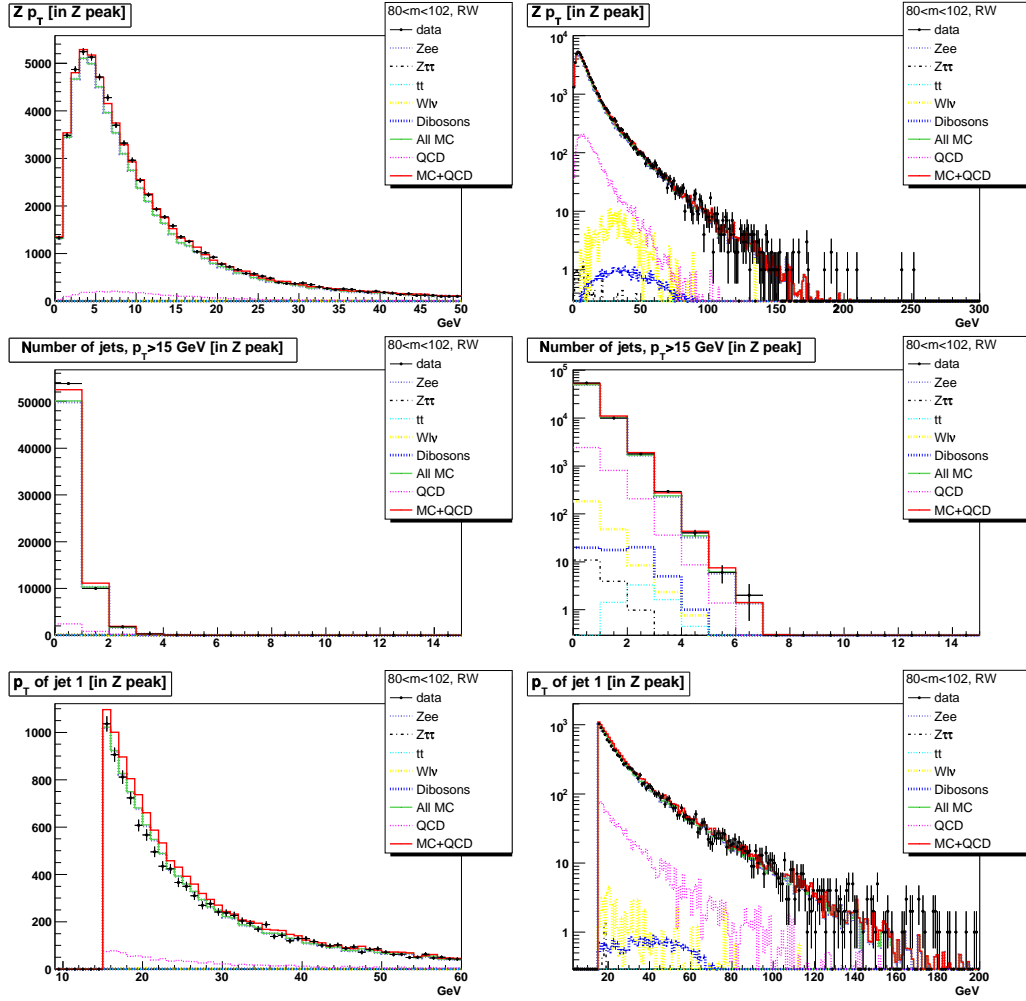 Z p_T [in Z peak]
80<m<102, RW
data
Zee
Zττ
tt
Wlν
Dibosons
All MC
QCD
MC+QCD
5000
4000
3000
2000
1000
0
0 5 10 15 20 25 30 35 40 45 50
GeV
Z p_T [in Z peak]
80<m<102, RW
data
Zee
Zττ
tt
Wlν
Dibosons
All MC
QCD
MC+QCD
10^4
10^3
10^2
10
1
0 50 100 150 200 250 300
GeV
Number of jets, p_T>15 GeV [in Z peak]
80<m<102, RW
data
Zee
Zττ
tt
Wlν
Dibosons
All MC
QCD
MC+QCD
50000
40000
30000
20000
10000
0
0 2 4 6 8 10 12 14
Number of jets, p_T>15 GeV [in Z peak]
80<m<102, RW
data
Zee
Zττ
tt
Wlν
Dibosons
All MC
QCD
MC+QCD
10^5
10^4
10^3
10^2
10
1
0 2 4 6 8 10 12 14
p_T of jet 1 [in Z peak]
80<m<102, RW
data
Zee
Zττ
tt
Wlν
Dibosons
All MC
QCD
MC+QCD
1000
800
600
400
200
0
10 20 30 40 50 60
GeV
p_T of jet 1 [in Z peak]
80<m<102, RW
data
Zee
Zττ
tt
Wlν
Dibosons
All MC
QCD
MC+QCD
10^3
10^2
10
1
20 40 60 80 100 120 140 160 180 200
GeV